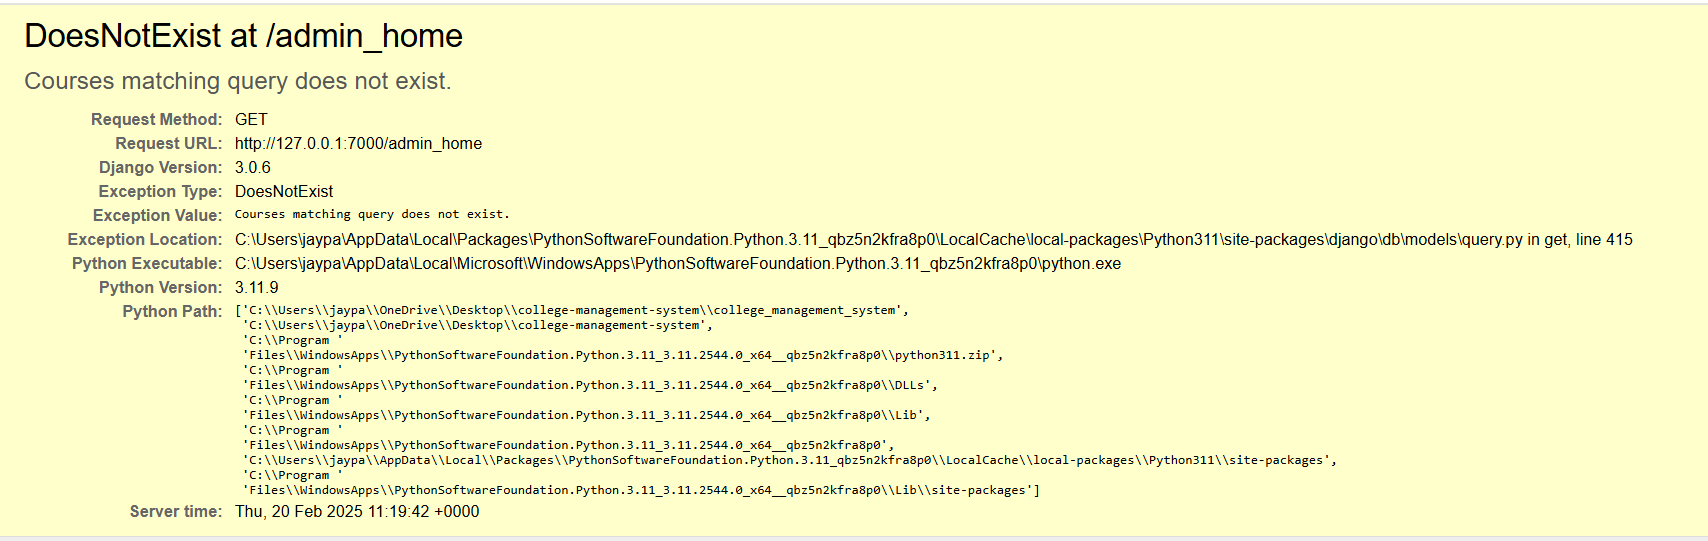 DoesNotExist at /admin_home
Courses matching query does not exist.
Request Method: GET
Request URL: http://127.0.0.1:7000/admin_home
Django Version: 3.0.6
Exception Type: DoesNotExist
Exception Value: Courses matching query does not exist.
Exception Location: C:\Users\jaypa\AppData\Local\Packages\PythonSoftwareFoundation.Python.3.11_qbz5n2kfra8p0\LocalCache\local-packages\Python311\site-packages\django\db\models\query.py in get, line 415
Python Executable: C:\Users\jaypa\AppData\Local\Microsoft\WindowsApps\PythonSoftwareFoundation.Python.3.11_qbz5n2kfra8p0\python.exe
Python Version: 3.11.9
Python Path: ['C:\\Users\\jaypa\\OneDrive\\Desktop\\college-management-system\\college_management_system',
'C:\\Users\\jaypa\\OneDrive\\Desktop\\college-management-system',
'C:\\Program '
'Files\\WindowsApps\\PythonSoftwareFoundation.Python.3.11_3.11.2544.0_x64__qbz5n2kfra8p0\\python311.zip',
'C:\\Program '
'Files\\WindowsApps\\PythonSoftwareFoundation.Python.3.11_3.11.2544.0_x64__qbz5n2kfra8p0\\DLLs',
'C:\\Program '
'Files\\WindowsApps\\PythonSoftwareFoundation.Python.3.11_3.11.2544.0_x64__qbz5n2kfra8p0\\Lib',
'C:\\Program '
'Files\\WindowsApps\\PythonSoftwareFoundation.Python.3.11_3.11.2544.0_x64__qbz5n2kfra8p0',
'C:\\Users\\jaypa\\AppData\\Local\\Packages\\PythonSoftwareFoundation.Python.3.11_qbz5n2kfra8p0\\LocalCache\\local-packages\\Python311\\site-packages',
'C:\\Program '
'Files\\WindowsApps\\PythonSoftwareFoundation.Python.3.11_3.11.2544.0_x64__qbz5n2kfra8p0\\Lib\\site-packages']
Server time: Thu, 20 Feb 2025 11:19:42 +0000